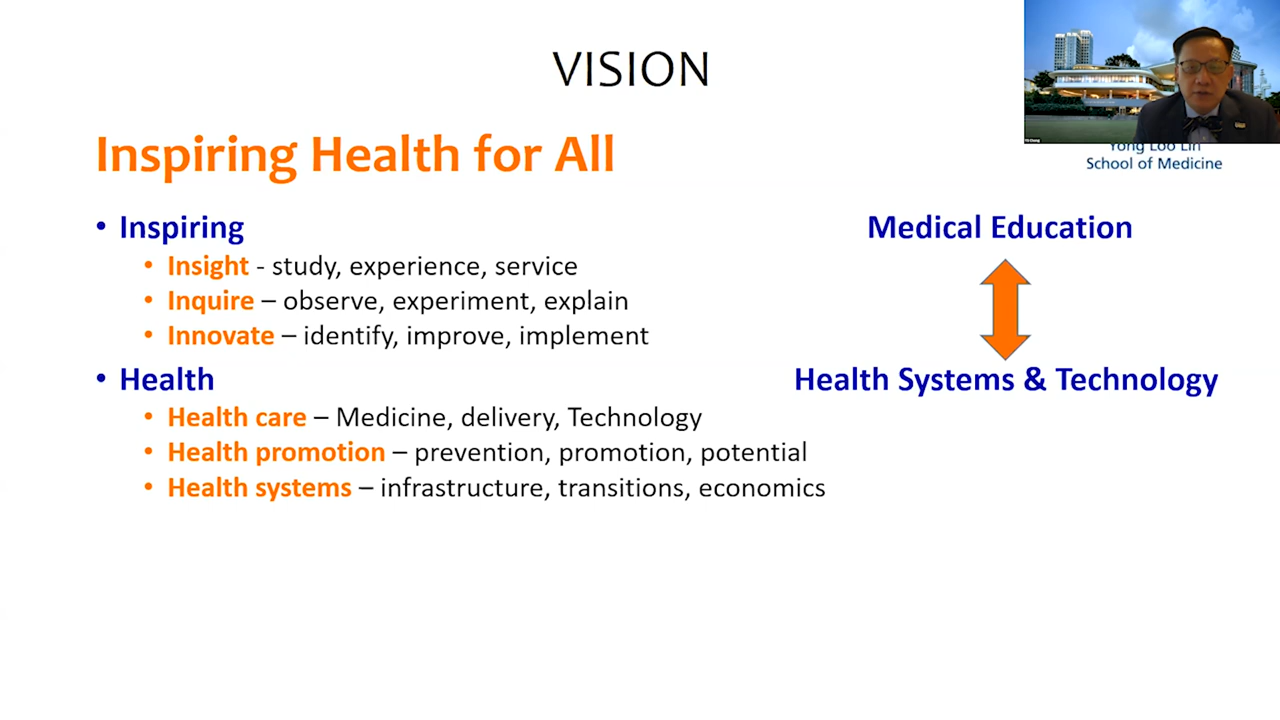 VISION
Inspiring Health for All
Yong Loo Lin
School of Medicine
• Inspiring
• Insight - study, experience, service
• Inquire – observe, experiment, explain
• Innovate – identify, improve, implement
• Health
• Health care – Medicine, delivery, Technology
• Health promotion – prevention, promotion, potential
• Health systems – infrastructure, transitions, economics
Medical Education
Health Systems & Technology